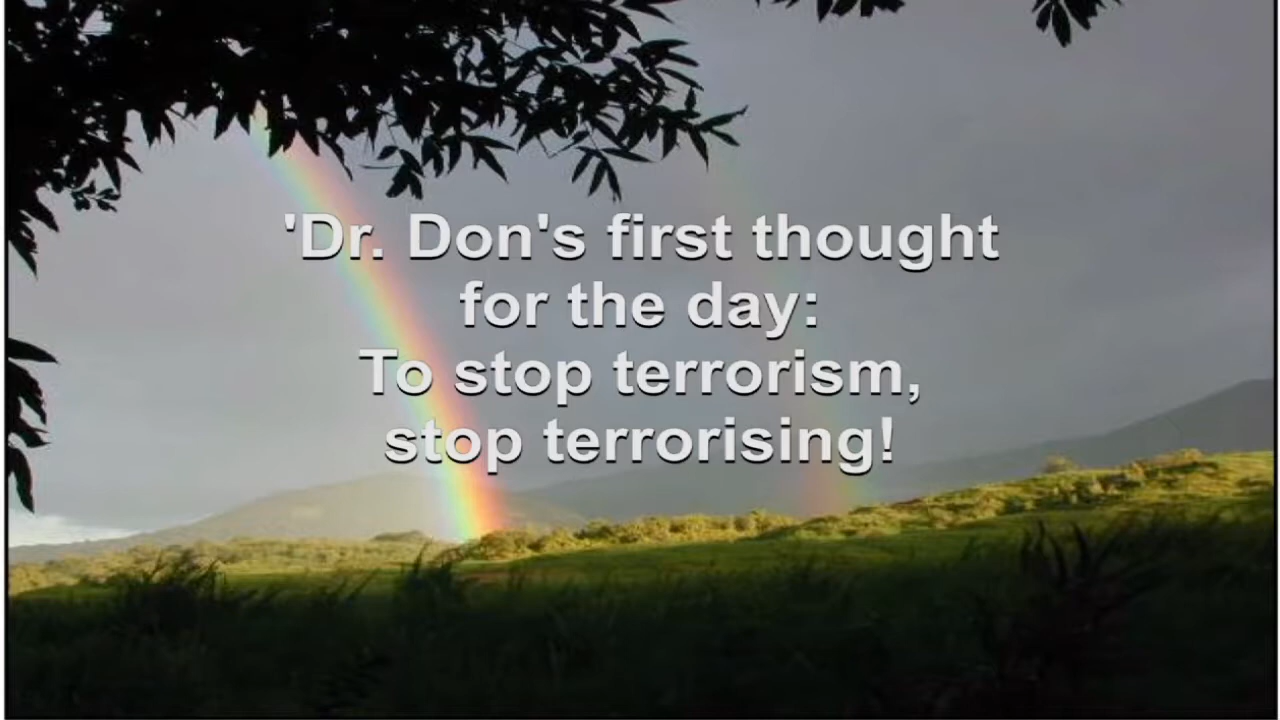 'Dr. Don's first thought
for the day:
To stop terrorism,
stop terrorising!